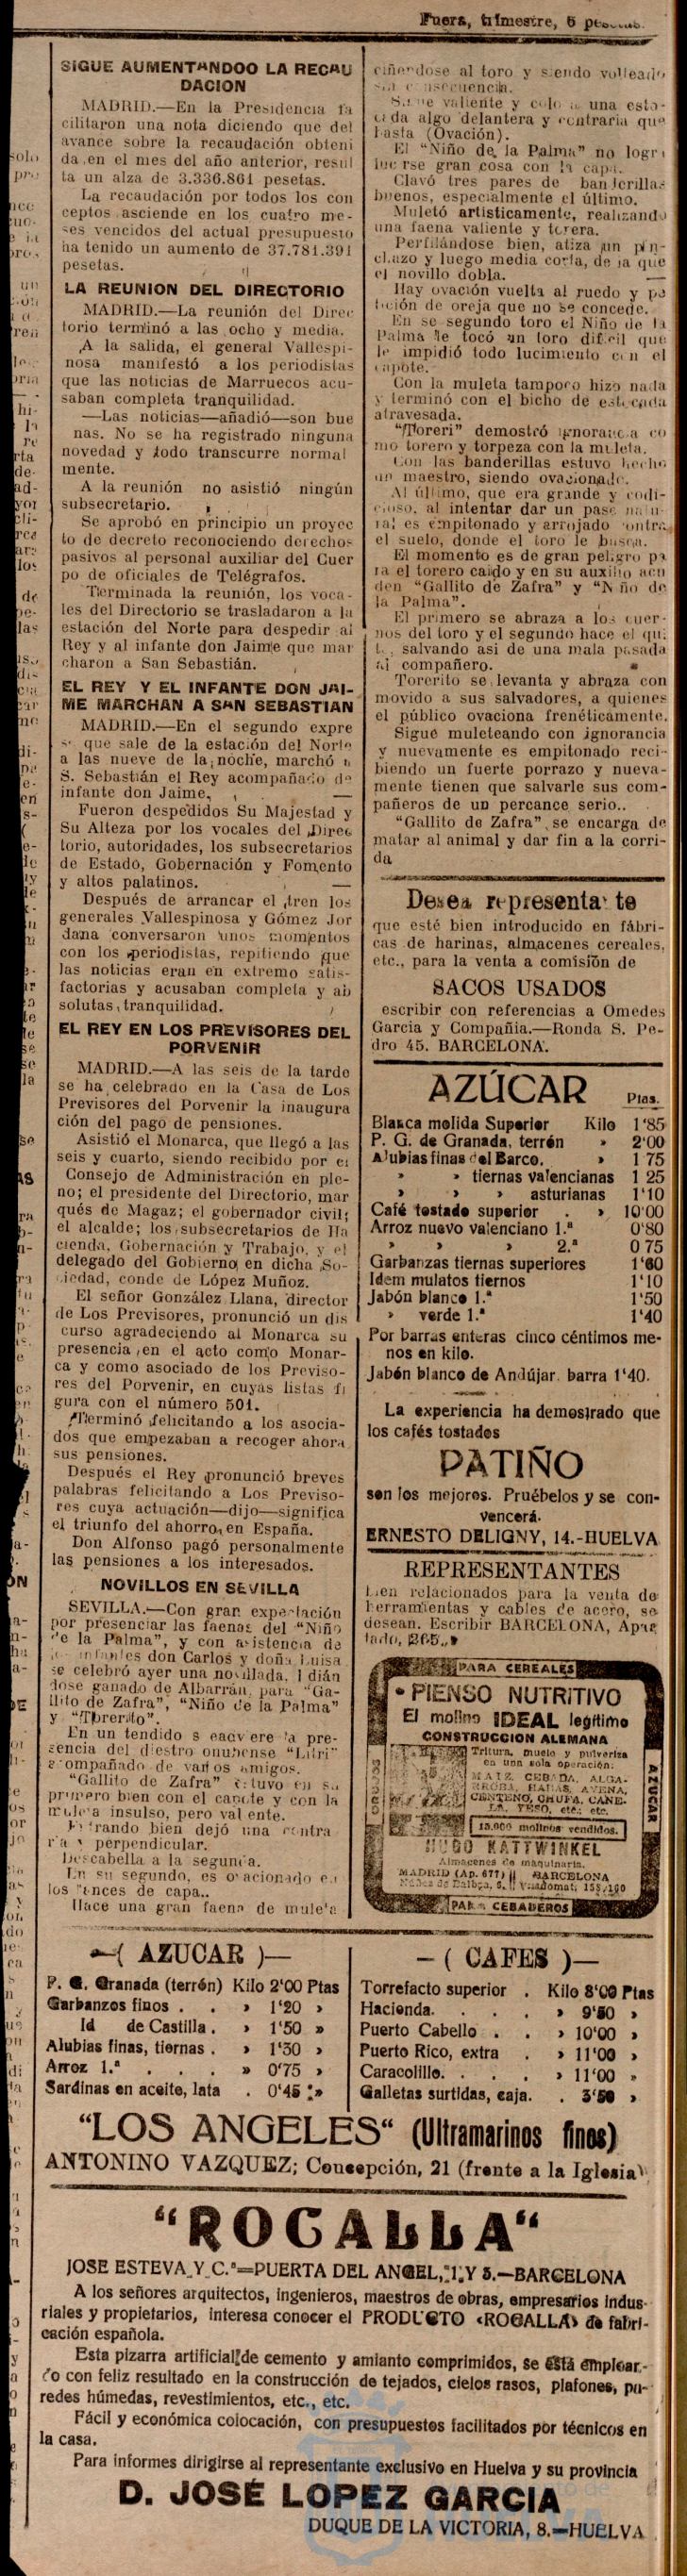 Fuera, trimestre, 6
SIGUE AUMENTANDOO LA RECAU
DACION
MADRID.—En la Presidencia fa
cilitaron una nota diciendo que del
avance sobre la recaudación obteni
da en el mes del año anterior, resul
ta un alza de 3.336.861 pesetas.
La recaudación por todos los con
ceptos asciende en los cuatro me-
ses vencidos del actual presupuesto
ha tenido un aumento de 37.781.391
pesetas.
LA REUNION DEL DIRECTORIO
MADRID.—La reunión del Direc
torio terminó a las ocho y media.
A la salida, el general Vallespi-
nosa manifestó a los periodistas
que las noticias de Marruecos acu-
saban completa tranquilidad.
—Las noticias—añadió—son bue
nas. No se ha registrado ninguna
novedad y todo transcurre normal
mente.
A la reunión no asistió ningún
subsecretario.
Se aprobó en principio un proyec
to de decreto reconociendo derechos
pasivos al personal auxiliar del Cuer
po de oficiales de Telégrafos.
Terminada la reunión, los voca-
les del Directorio se trasladaron a la
estación del Norte para despedir al
Rey y al infante don Jaime que mar
charon a San Sebastián.
EL REY Y EL INFANTE DON JAI-
ME MARCHAN A SAN SEBASTIAN
MADRID.—En el segundo expre
so que sale de la estación del Norte
a las nueve de la noche, marchó a
S. Sebastián el Rey acompañado de
infante don Jaime.
Fueron despedidos Su Majestad y
Su Alteza por los vocales del Direc
torio, autoridades, los subsecretarios
de Estado, Gobernación y Fomento
y altos palatinos.
Después de arrancar el tren los
generales Vallespinosa y Gómez Jor
dana conversaron unos momentos
con los periodistas, repitiendo que
las noticias eran en extremo satis-
factorias y acusaban completa y ab
solutas tranquilidad.
EL REY EN LOS PREVISORES DEL
PORVENIR
MADRID.—A las seis de la tarde
se ha celebrado en la Casa de Los
Previsores del Porvenir la inaugura
ción del pago de pensiones.
Asistió el Monarca, que llegó a las
seis y cuarto, siendo recibido por el
Consejo de Administración en ple-
no; el presidente del Directorio, mar
qués de Magaz; el gobernador civil;
el alcalde; los subsecretarios de Ha
cienda, Gobernación y Trabajo, y el
delegado del Gobierno en dicha So-
ciedad, conde de López Muñoz.
El señor González Llana, director
de Los Previsores, pronunció un dis
curso agradeciendo al Monarca su
presencia en el acto como Monar-
ca y como asociado de los Previso-
res del Porvenir, en cuyas listas fi
gura con el número 501.
Terminó felicitando a los asocia-
dos que empezaban a recoger ahora
sus pensiones.
Después el Rey pronunció breves
palabras felicitando a Los Previso-
res cuya actuación—dijo—significa
el triunfo del ahorro en España.
Don Alfonso pagó personalmente
las pensiones a los interesados.
NOVILLOS EN SEVILLA
SEVILLA.—Con gran expectación
por presenciar las faenas del "Niño
de la Palma", y con asistencia de
infantes don Carlos y doña Luisa
se celebró ayer una novillada, lidián
dose ganado de Albarrán, para "Ga-
llito de Zafra", "Niño de la Palma"
y "Torerito".
En un tendido se advierte la pre-
sencia del diestro onubense "Litri"
acompañado de varios amigos.
"Gallito de Zafra" estuvo en su
primero bien con el capote y con la
muleta insulso, pero valiente.
Entrando bien dejó una contra
ria y perpendicular.
Descabella a la segunda.
En su segundo, es ovacionado en
los lances de capa..
Hace una gran faena de muleta
ciñendose al toro y siendo volteado
sin consecuencia.
Sigue valiente y coloca una esto-
cada algo delantera y contraria que
basta (Ovación).
El "Niño de la Palma" no logra
lucirse gran cosa con la capa.
Clavó tres pares de banderillas
buenos, especialmente el último.
Muletó artisticamente, realizando
una faena valiente y torera.
Perfilándose bien, atiza un pin-
chazo y luego media corta, de la que
el novillo dobla.
Hay ovación vuelta al ruedo y pe
tición de oreja que no se concede.
En se segundo toro el Niño de la
Palma le tocó un toro dificil que
le impidió todo lucimiento con el
capote.
Con la muleta tampoco hizo nada
y terminó con el bicho de estocada
atravesada.
"Toreri" demostró ignorancia co
mo torero y torpeza con la muleta.
Con las banderillas estuvo hecho
un maestro, siendo ovacionado.
Al último, que era grande y codi-
cioso, al intentar dar un pase natu-
ral es empitonado y arrojado contra
el suelo, donde el toro le busca.
El momento es de gran peligro pa
ra el torero caido y en su auxilio acu
den "Gallito de Zafra" y "Niño de
la Palma".
El primero se abraza a los cuer-
nos del toro y el segundo hace el qui
te, salvando asi de una mala pasada
al compañero.
Torerito se levanta y abraza con
movido a sus salvadores, a quienes
el público ovaciona frenéticamente.
Sigue muleteando con ignorancia
y nuevamente es empitonado reci-
biendo un fuerte porrazo y nueva-
mente tienen que salvarle sus com-
pañeros de un percance serio..
"Gallito de Zafra" se encarga de
matar al animal y dar fin a la corri-
da
Desea representante
que esté bien introducido en fábri-
cas de harinas, almacenes cereales,
etc., para la venta a comisión de
SACOS USADOS
escribir con referencias a Omedes
Garcia y Compañia.—Ronda S. Pe-
dro 45. BARCELONA.
AZÚCAR Ptas.
Blanca molida Superior Kilo 1'85
P. G. de Granada, terrón » 2'00
Alubias finas del Barco. » 1 75
» » tiernas valencianas 1 25
» » » asturianas 1'10
Café tostado superior . » 10'00
Arroz nuevo valenciano 1.ª 0'80
» » » 2.ª 0 75
Garbanzas tiernas superiores 1'60
Idem mulatos tiernos 1'10
Jabón blanco 1.ª 1'50
» verde 1.ª 1'40
Por barras enteras cinco céntimos me-
nos en kilo.
Jabón blanco de Andújar, barra 1'40.
La experiencia ha demostrado que
los cafés tostados
PATIÑO
son los mejores. Pruébelos y se con-
vencerá.
ERNESTO DELIGNY, 14.-HUELVA
REPRESENTANTES
bien relacionados para la venta de
herramientas y cables de acero, se
desean. Escribir BARCELONA, Apar
tado, 365.
PARA CEREALES
PIENSO NUTRITIVO
El molino IDEAL legítimo
CONSTRUCCION ALEMANA
Tritura, muele y pulveriza
en una sola operación:
MAIZ, CEBADA, ALGA-
RROBA, HABAS, AVENA,
CENTENO, CHUFA, CANE-
LA, YESO, etc., etc.
15.000 molinos vendidos.
HUGO KATTWINKEL
Almacenes de maquinaria.
MADRID (Ap. 677) || BARCELONA
Núñez de Balboa, || Viladomat, 158/160
AZUCAR
PARA CEBADEROS
—( AZUCAR )—
P. G. Granada (terrón) Kilo 2'00 Ptas
Garbanzos finos . . » 1'20 »
Id de Castilla . » 1'50 »
Alubias finas, tiernas . » 1'30 »
Arroz 1.ª . . . » 0'75 »
Sardinas en aceite, lata . 0'45 »
—( CAFES )—
Torrefacto superior . Kilo 8'00 Ptas
Hacienda. . . . » 9'50 »
Puerto Cabello . . » 10'00 »
Puerto Rico, extra . » 11'00 »
Caracolillo. . . . » 11'00 »
Galletas surtidas, caja. . 3'50 »
"LOS ANGELES" (Ultramarinos finos)
ANTONINO VAZQUEZ; Concepción, 21 (frente a la Iglesia)
"ROCALLA"
JOSE ESTEVA Y C.ª=PUERTA DEL ANGEL, 1 Y 3.—BARCELONA
A los señores arquitectos, ingenieros, maestros de obras, empresarios indus-
riales y propietarios, interesa conocer el PRODUCTO «ROCALLA» de fabri-
cación española.
Esta pizarra artificial de cemento y amianto comprimidos, se está emplean-
do con feliz resultado en la construcción de tejados, cielos rasos, plafones, pa-
redes húmedas, revestimientos, etc., etc.
Fácil y económica colocación, con presupuestos facilitados por técnicos en
la casa.
Para informes dirigirse al representante exclusivo en Huelva y su provincia
D. JOSÉ LOPEZ GARCIA
DUQUE DE LA VICTORIA, 8.—HUELVA